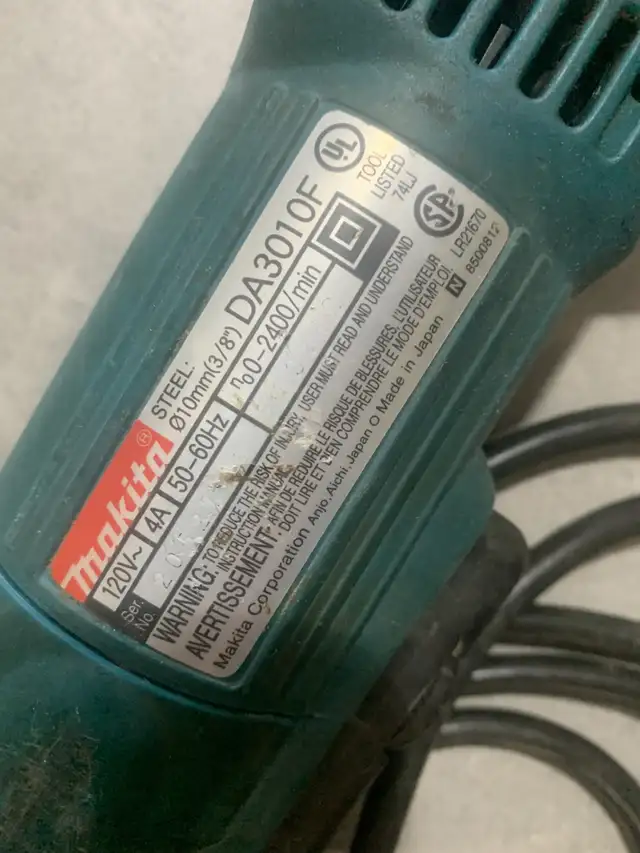 UL
TOOL
LISTED
74LJ
SA
LR21670
N 8500812
STEEL:
Ø10mm(3/8") DA3010F
makita®
120V~ 4A 50-60Hz 0-2400/min
Ser.
No.
WARNING: TO REDUCE THE RISK OF INJURY, USER MUST READ AND UNDERSTAND
INSTRUCTION MANUAL.
AVERTISSEMENT: AFIN DE REDUIRE LE RISQUE DE BLESSURES, L'UTILISATEUR
DOIT LIRE ET BIEN COMPRENDRE LE MODE D'EMPLOI.
Makita Corporation Anjo, Aichi, Japan O Made in Japan